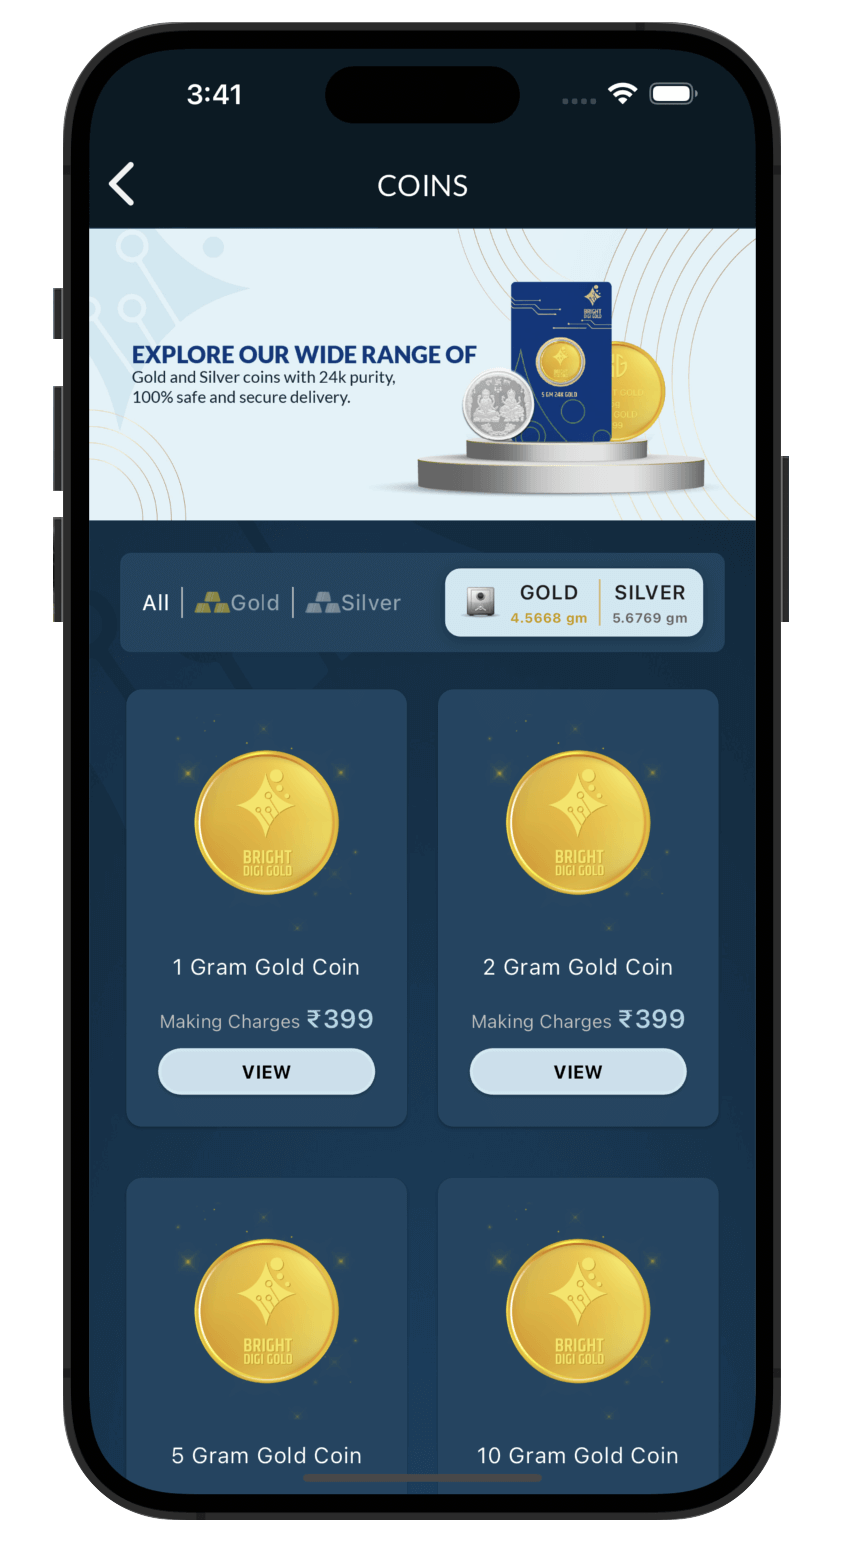 3:41
COINS
EXPLORE OUR WIDE RANGE OF
Gold and Silver coins with 24k purity,
100% safe and secure delivery.
BRIGHT
DIGI GOLD
5 GM 24K GOLD
All | Gold | Silver
GOLD SILVER
4.5668 gm 5.6769 gm
BRIGHT
DIGI GOLD
1 Gram Gold Coin
Making Charges ₹399
VIEW
BRIGHT
DIGI GOLD
2 Gram Gold Coin
Making Charges ₹399
VIEW
BRIGHT
DIGI GOLD
5 Gram Gold Coin
BRIGHT
DIGI GOLD
10 Gram Gold Coin